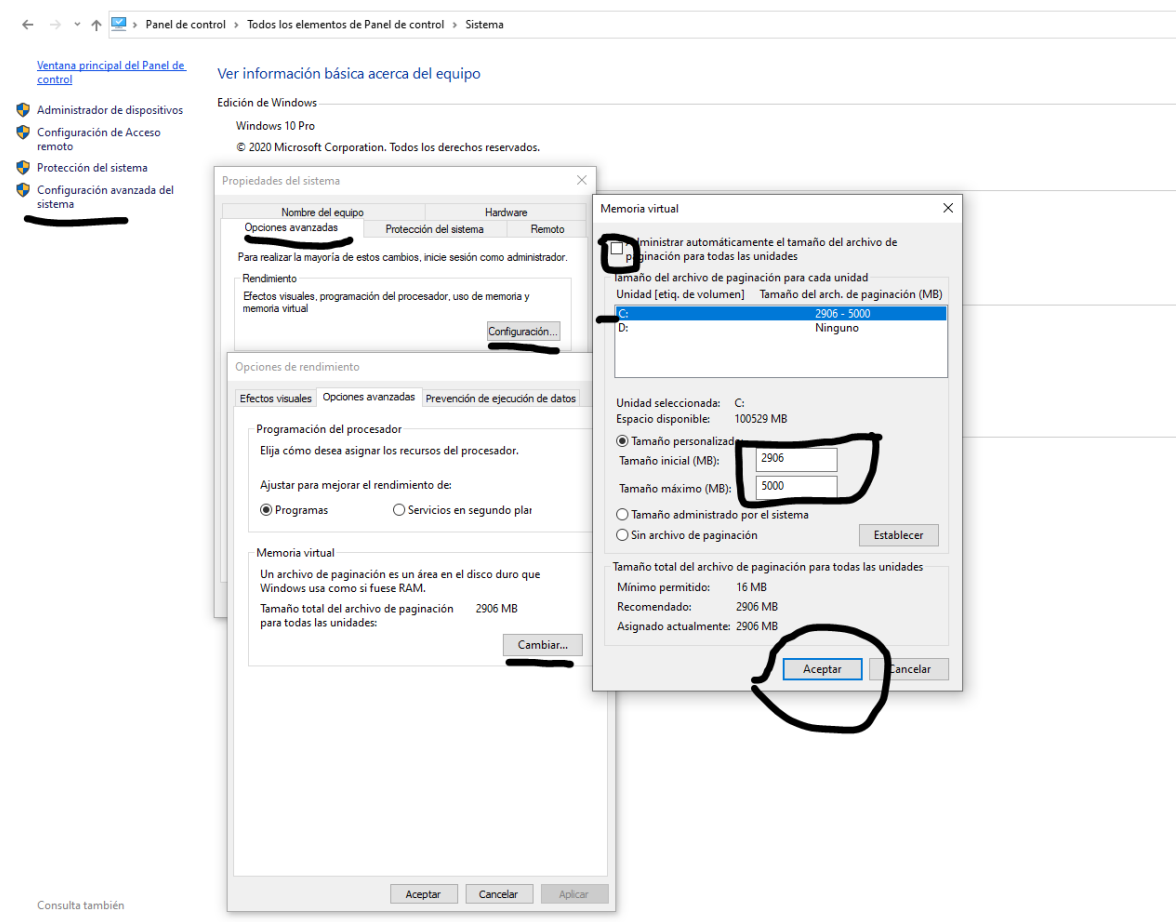 Panel de control › Todos los elementos de Panel de control › Sistema
Ventana principal del Panel de
control
Administrador de dispositivos
Configuración de Acceso
remoto
Protección del sistema
Configuración avanzada del
sistema
Consulta también
Ver información básica acerca del equipo
Edición de Windows
Windows 10 Pro
© 2020 Microsoft Corporation. Todos los derechos reservados.
Propiedades del sistema
Nombre del equipo Hardware
Opciones avanzadas Protección del sistema Remoto
Para realizar la mayoría de estos cambios, inicie sesión como administrador.
Rendimiento
Efectos visuales, programación del procesador, uso de memoria y
memoria virtual
Configuración...
Opciones de rendimiento
Efectos visuales Opciones avanzadas Prevención de ejecución de datos
Programación del procesador
Elija cómo desea asignar los recursos del procesador.
Ajustar para mejorar el rendimiento de:
Programas Servicios en segundo plan
Memoria virtual
Un archivo de paginación es un área en el disco duro que
Windows usa como si fuese RAM.
Tamaño total del archivo de paginación 2906 MB
para todas las unidades:
Cambiar...
Aceptar Cancelar Aplicar
Memoria virtual
Administrar automáticamente el tamaño del archivo de
paginación para todas las unidades
Tamaño del archivo de paginación para cada unidad
Unidad [etiq. de volumen] Tamaño del arch. de paginación (MB)
C: 2906 - 5000
D: Ninguno
Unidad seleccionada: C:
Espacio disponible: 100529 MB
Tamaño personalizado:
Tamaño inicial (MB): 2906
Tamaño máximo (MB): 5000
Tamaño administrado por el sistema
Sin archivo de paginación
Establecer
Tamaño total del archivo de paginación para todas las unidades
Mínimo permitido: 16 MB
Recomendado: 2906 MB
Asignado actualmente: 2906 MB
Aceptar Cancelar